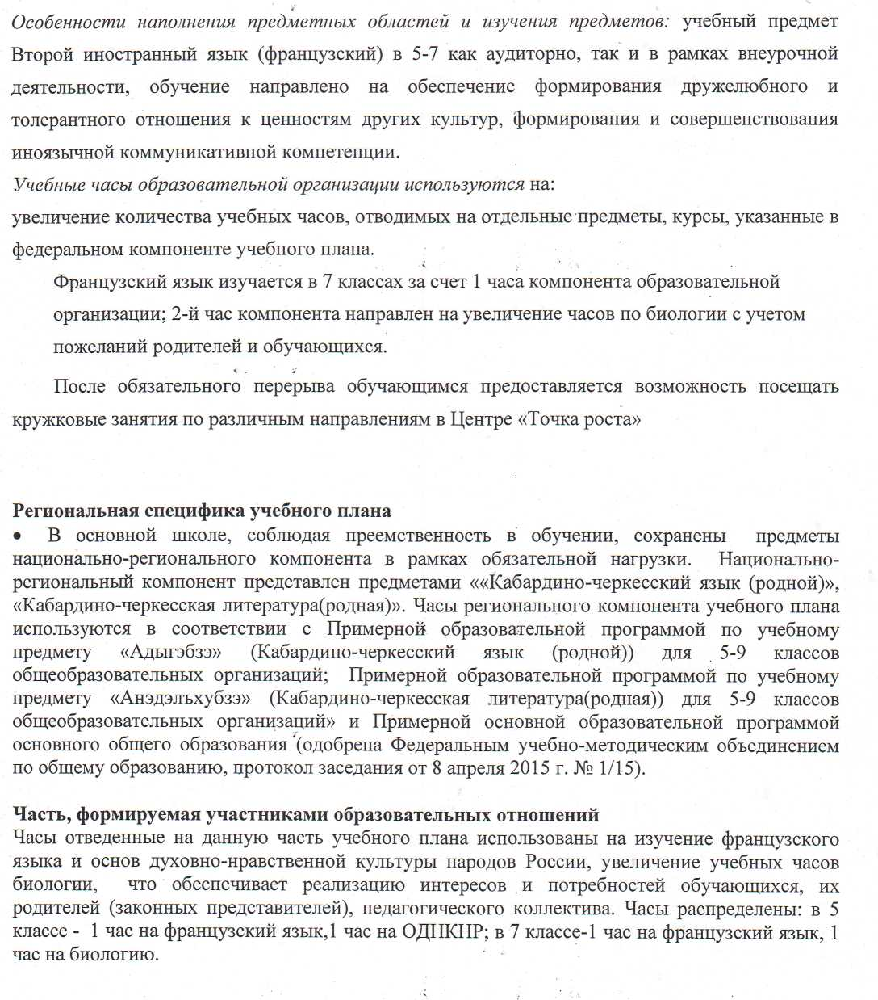 Особенности наполнения предметных областей и изучения предметов: учебный предмет
Второй иностранный язык (французский) в 5-7 как аудиторно, так и в рамках внеурочной
деятельности, обучение направлено на обеспечение формирования дружелюбного и
толерантного отношения к ценностям других культур, формирования и совершенствования
иноязычной коммуникативной компетенции.
Учебные часы образовательной организации используются на:
увеличение количества учебных часов, отводимых на отдельные предметы, курсы, указанные в
федеральном компоненте учебного плана.
Французский язык изучается в 7 классах за счет 1 часа компонента образовательной
организации; 2-й час компонента направлен на увеличение часов по биологии с учетом
пожеланий родителей и обучающихся.
После обязательного перерыва обучающимся предоставляется возможность посещать
кружковые занятия по различным направлениям в Центре «Точка роста»
Региональная специфика учебного плана
• В основной школе, соблюдая преемственность в обучении, сохранены предметы
национально-регионального компонента в рамках обязательной нагрузки. Национально-
региональный компонент представлен предметами ««Кабардино-черкесский язык (родной)»,
«Кабардино-черкесская литература(родная)». Часы регионального компонента учебного плана
используются в соответствии с Примерной образовательной программой по учебному
предмету «Адыгэбзэ» (Кабардино-черкесский язык (родной)) для 5-9 классов
общеобразовательных организаций; Примерной образовательной программой по учебному
предмету «Анэдэлъхубзэ» (Кабардино-черкесская литература(родная)) для 5-9 классов
общеобразовательных организаций» и Примерной основной образовательной программой
основного общего образования (одобрена Федеральным учебно-методическим объединением
по общему образованию, протокол заседания от 8 апреля 2015 г. № 1/15).
Часть, формируемая участниками образовательных отношений
Часы отведенные на данную часть учебного плана использованы на изучение французского
языка и основ духовно-нравственной культуры народов России, увеличение учебных часов
биологии, что обеспечивает реализацию интересов и потребностей обучающихся, их
родителей (законных представителей), педагогического коллектива. Часы распределены: в 5
классе - 1 час на французский язык,1 час на ОДНКНР; в 7 классе-1 час на французский язык, 1
час на биологию.